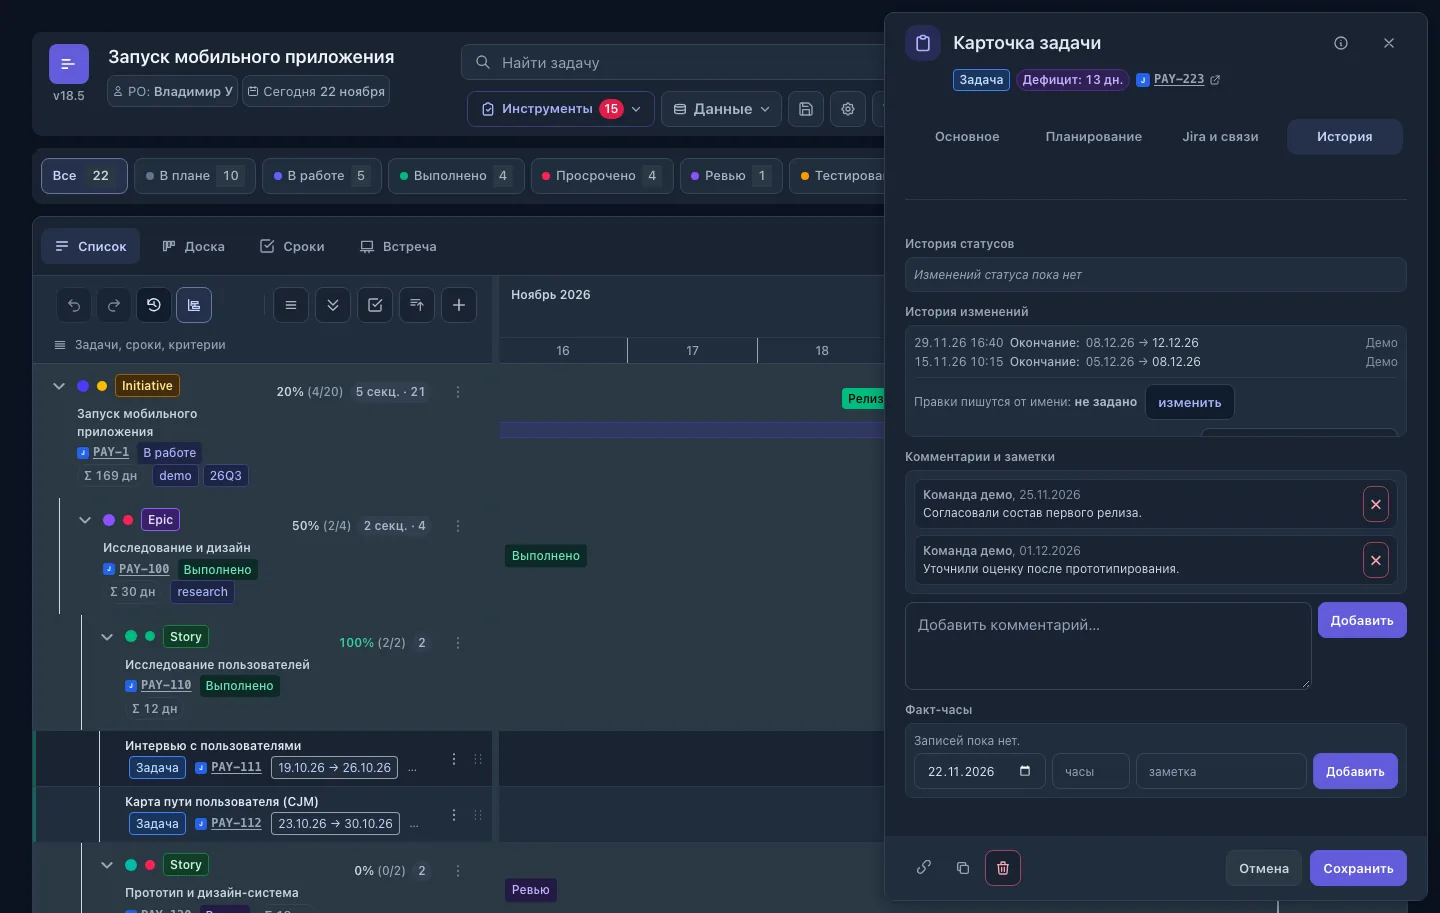 Запуск мобильного приложения
v18.5
PO: Владимир У
Сегодня 22 ноября
Найти задачу
Инструменты 15
Данные
Все 22
В плане 10
В работе 5
Выполнено 4
Просрочено 4
Ревью 1
Список
Доска
Сроки
Встреча
Задачи, сроки, критерии
Ноябрь 2026
16 17 18
Initiative 20% (4/20) 5 секц. · 21
Запуск мобильного
приложения
PAY-1 В работе
Σ 169 дн demo 26Q3
Epic 50% (2/4) 2 секц. · 4
Исследование и дизайн
PAY-100 Выполнено
Σ 30 дн research
Выполнено
Story 100% (2/2) 2
Исследование пользователей
PAY-110 Выполнено
Σ 12 дн
Интервью с пользователями
Задача PAY-111 19.10.26 → 26.10.26 ...
Карта пути пользователя (CJM)
Задача PAY-112 23.10.26 → 30.10.26 ...
Story 0% (0/2) 2
Прототип и дизайн-система
Ревью
Карточка задачи
Задача Дефицит: 13 дн. PAY-223
Основное Планирование Jira и связи История
История статусов
Изменений статуса пока нет
История изменений
29.11.26 16:40 Окончание: 08.12.26 → 12.12.26 Демо
15.11.26 10:15 Окончание: 05.12.26 → 08.12.26 Демо
Правки пишутся от имени: не задано изменить
Комментарии и заметки
Команда демо, 25.11.2026
Согласовали состав первого релиза.
Команда демо, 01.12.2026
Уточнили оценку после прототипирования.
Добавить комментарий...
Добавить
Факт-часы
Записей пока нет.
22.11.2026 часы заметка Добавить
Отмена Сохранить